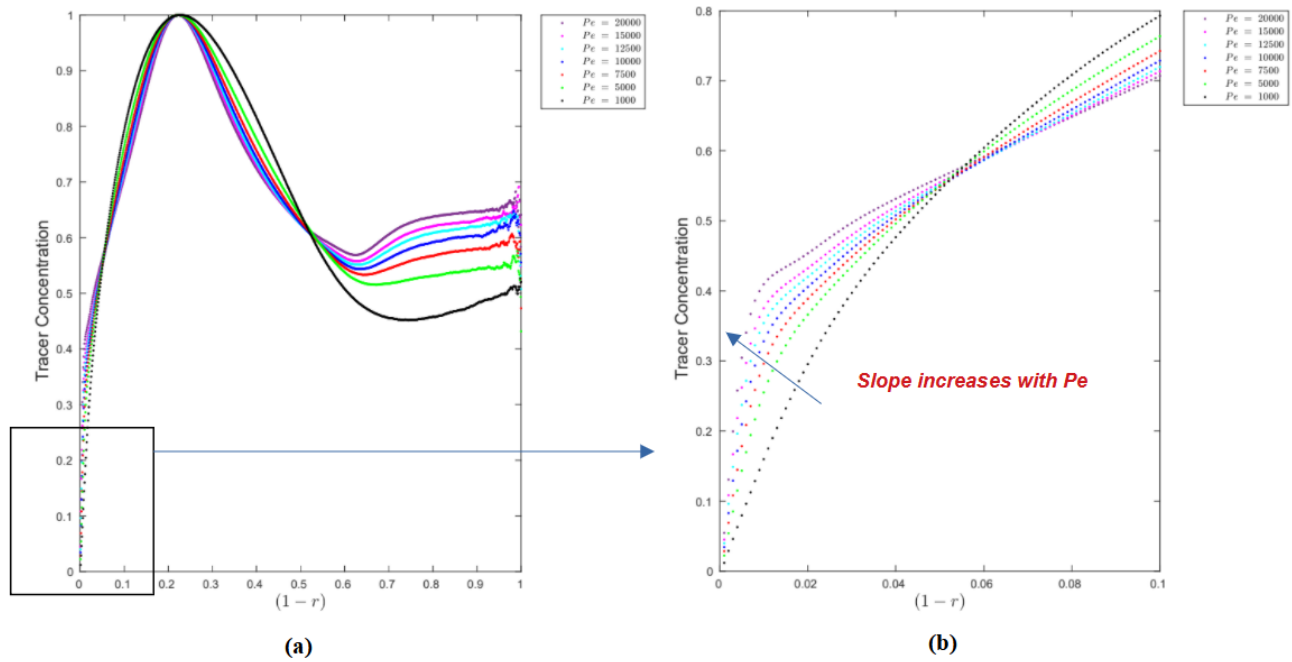 1
0.9
0.8
0.7
0.6
0.5
0.4
0.3
0.2
0.1
0
Tracer Concentration
0 0.1 0.2 0.3 0.4 0.5 0.6 0.7 0.8 0.9 1
(1 − r)
Pe = 20000
Pe = 15000
Pe = 12500
Pe = 10000
Pe = 7500
Pe = 5000
Pe = 1000
(a)
0.8
0.7
0.6
0.5
0.4
0.3
0.2
0.1
0
Tracer Concentration
Slope increases with Pe
0 0.02 0.04 0.06 0.08 0.1
(1 − r)
Pe = 20000
Pe = 15000
Pe = 12500
Pe = 10000
Pe = 7500
Pe = 5000
Pe = 1000
(b)